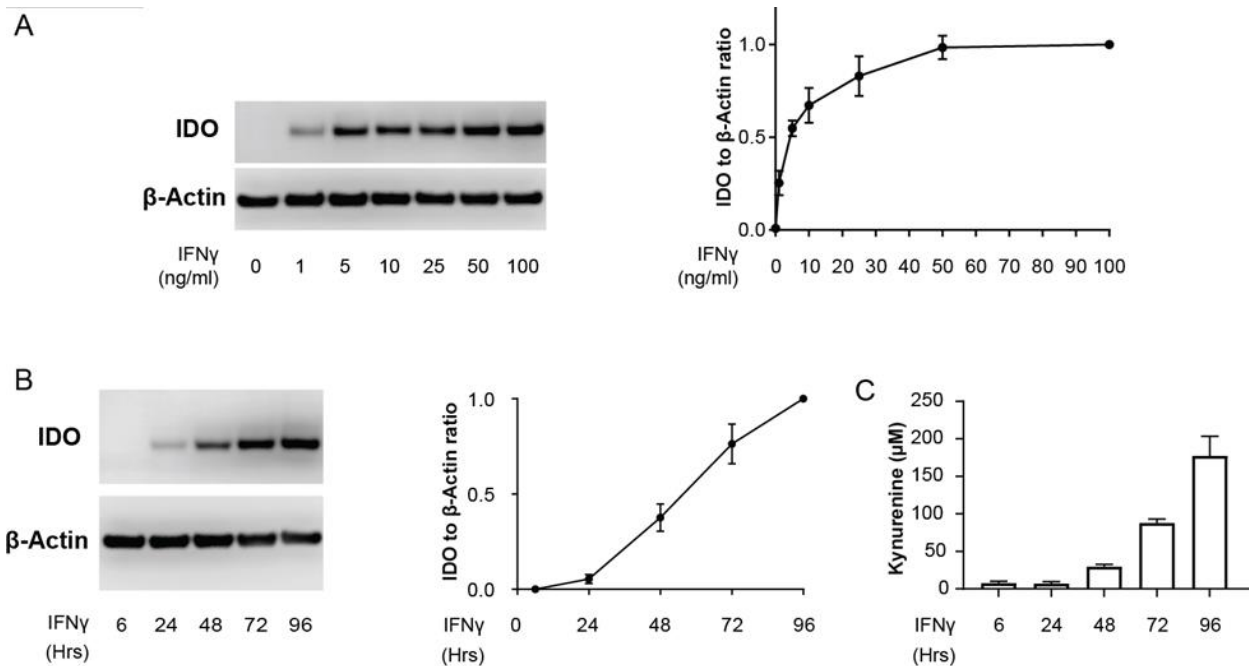 A
IDO
β-Actin
IFNγ
(ng/ml)
0 1 5 10 25 50 100
IDO to β-Actin ratio
1.0
0.5
0.0
0 10 20 30 40 50 60 70 80 90 100
IFNγ
(ng/ml)
B
IDO
β-Actin
IFNγ
(Hrs)
6 24 48 72 96
IDO to β-Actin ratio
1.0
0.5
0.0
IFNγ
(Hrs)
0 24 48 72 96
C
Kynurenine (μM)
250
200
150
100
50
0
IFNγ
(Hrs)
6 24 48 72 96